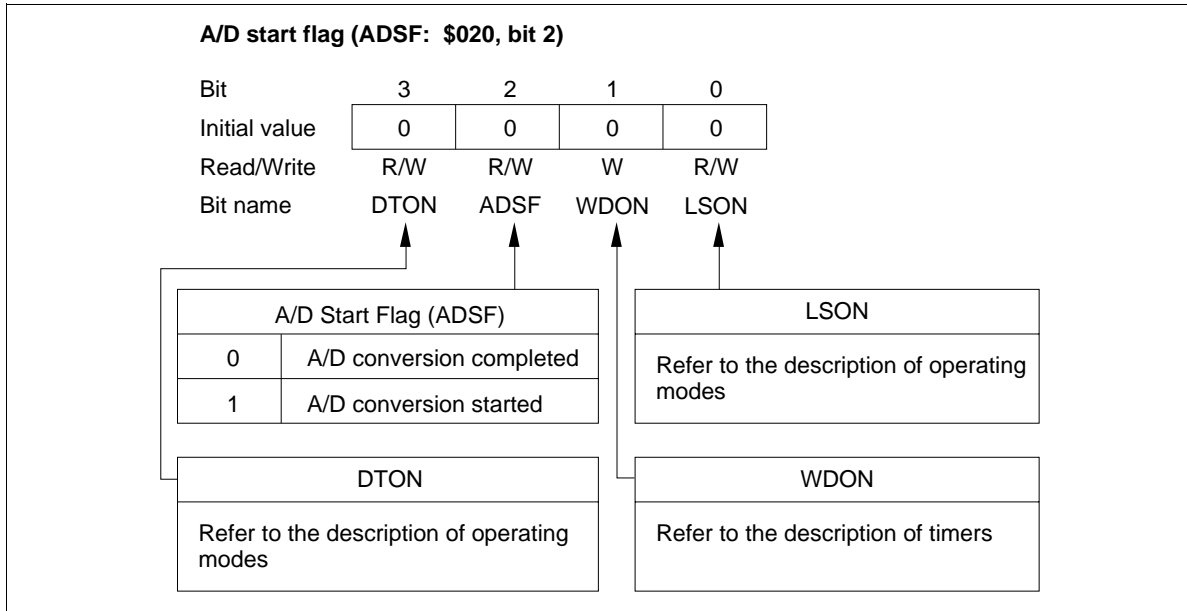 A/D start flag (ADSF: $020, bit 2)
Bit 3 2 1 0
Initial value 0 0 0 0
Read/Write R/W R/W W R/W
Bit name DTON ADSF WDON LSON
A/D Start Flag (ADSF)
0 A/D conversion completed
1 A/D conversion started
LSON
Refer to the description of operating
modes
DTON
Refer to the description of operating
modes
WDON
Refer to the description of timers